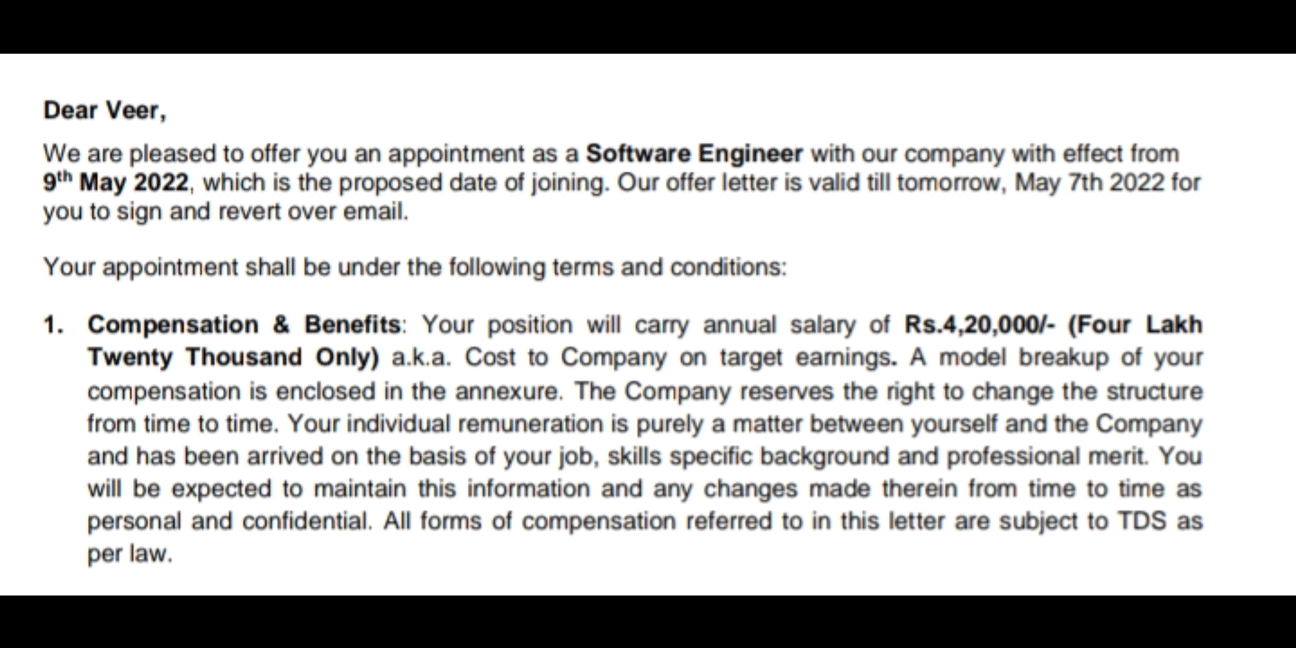 Dear Veer,
We are pleased to offer you an appointment as a Software Engineer with our company with effect from
9th May 2022, which is the proposed date of joining. Our offer letter is valid till tomorrow, May 7th 2022 for
you to sign and revert over email.
Your appointment shall be under the following terms and conditions:
1. Compensation & Benefits: Your position will carry annual salary of Rs.4,20,000/- (Four Lakh
Twenty Thousand Only) a.k.a. Cost to Company on target earnings. A model breakup of your
compensation is enclosed in the annexure. The Company reserves the right to change the structure
from time to time. Your individual remuneration is purely a matter between yourself and the Company
and has been arrived on the basis of your job, skills specific background and professional merit. You
will be expected to maintain this information and any changes made therein from time to time as
personal and confidential. All forms of compensation referred to in this letter are subject to TDS as
per law.